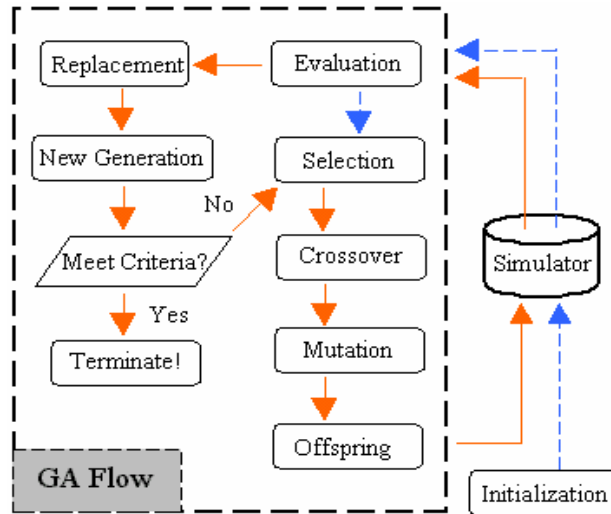 Replacement
Evaluation
New Generation
Selection
No
Meet Criteria?
Crossover
Simulator
Yes
Terminate!
Mutation
Offspring
GA Flow
Initialization